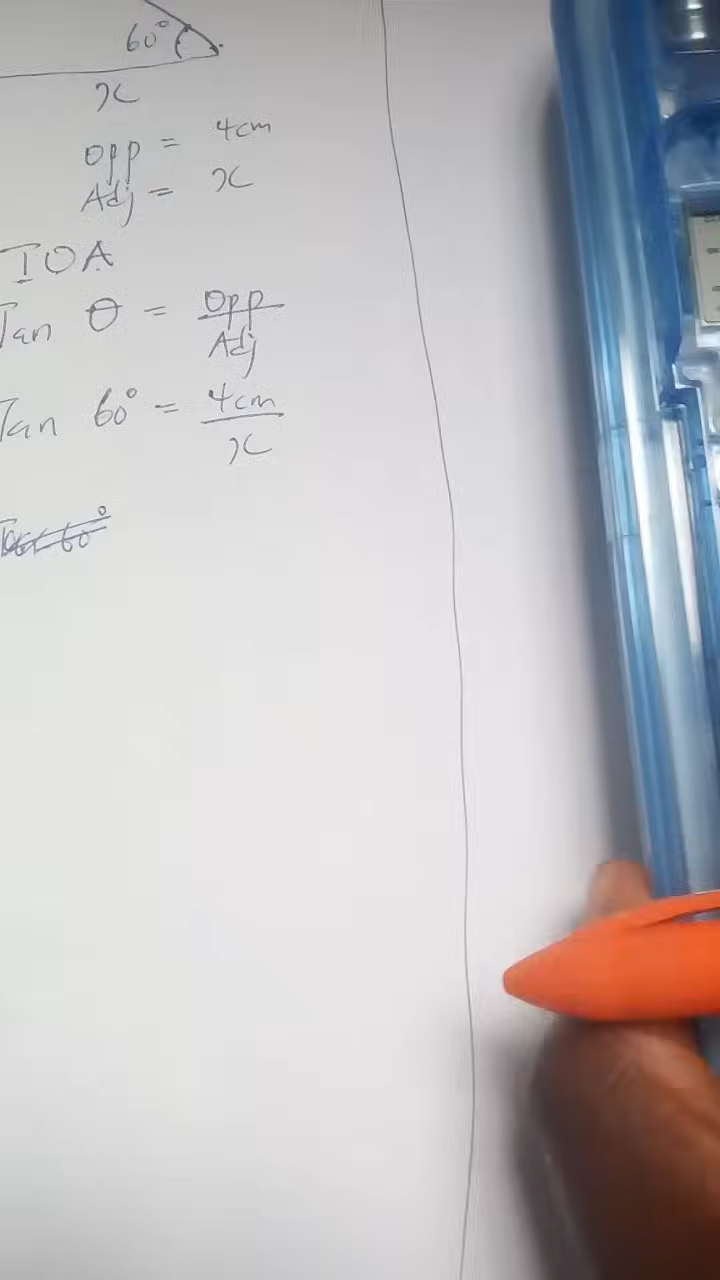 60°
x
Opp = 4cm
Adj = x
TOA
Tan θ = Opp/Adj
Tan 60° = 4cm/x